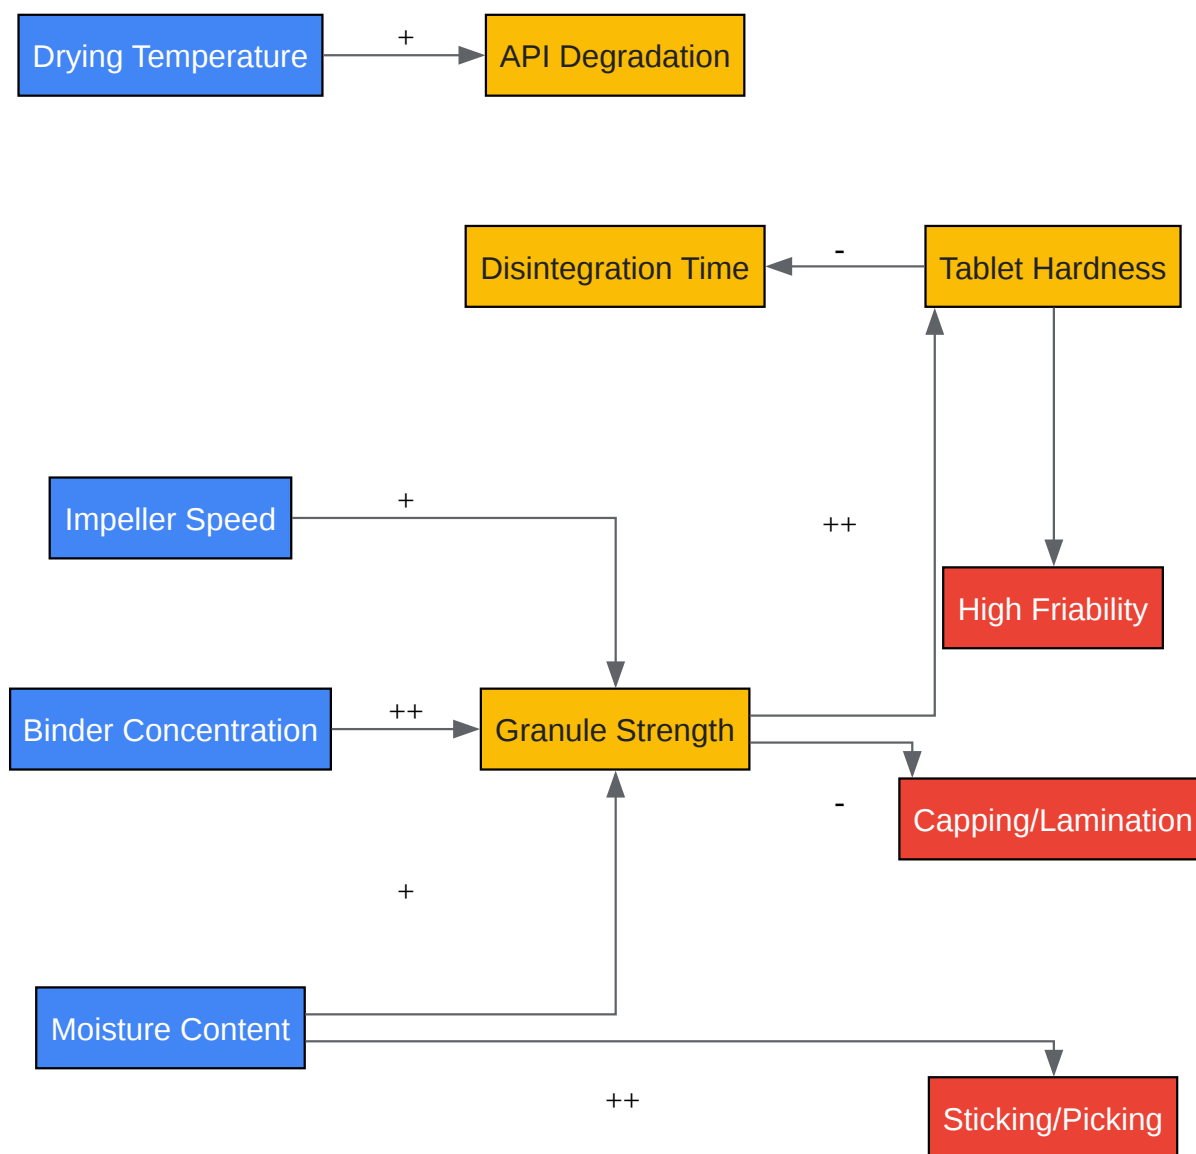 Drying Temperature
+
API Degradation
Disintegration Time
-
Tablet Hardness
Impeller Speed
+
++
High Friability
Binder Concentration
++
Granule Strength
-
Capping/Lamination
+
Moisture Content
++
Sticking/Picking